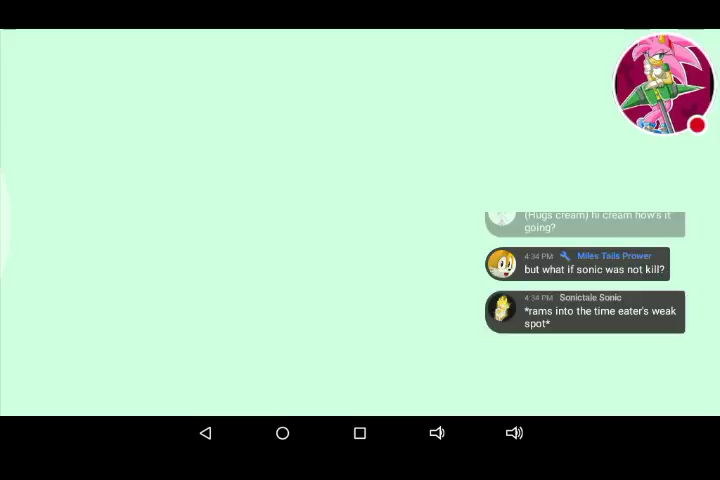 (Hugs cream) hi cream how's it
going?
4:34 PM Miles Tails Prower
but what if sonic was not kill?
4:34 PM Sonictale Sonic
*rams into the time eater's weak
spot*